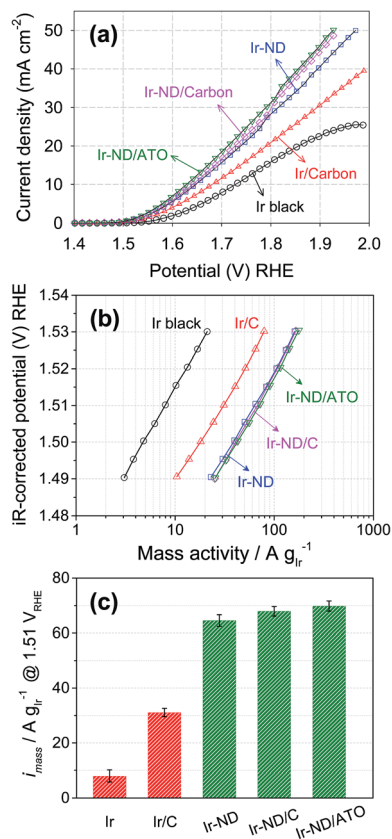 (a)
Current density (mA cm-2)
50
40
30
20
10
0
Ir-ND
Ir-ND/Carbon
Ir-ND/ATO
Ir/Carbon
Ir black
1.4 1.5 1.6 1.7 1.8 1.9 2.0
Potential (V) RHE
(b)
iR-corrected potential (V) RHE
1.53
1.52
1.51
1.50
1.49
1.48
Ir black
Ir/C
Ir-ND/ATO
Ir-ND/C
Ir-ND
1 10 100 1000
Mass activity / A gIr-1
(c)
imass / A gIr-1 @ 1.51 VRHE
80
60
40
20
0
Ir Ir/C Ir-ND Ir-ND/C Ir-ND/ATO